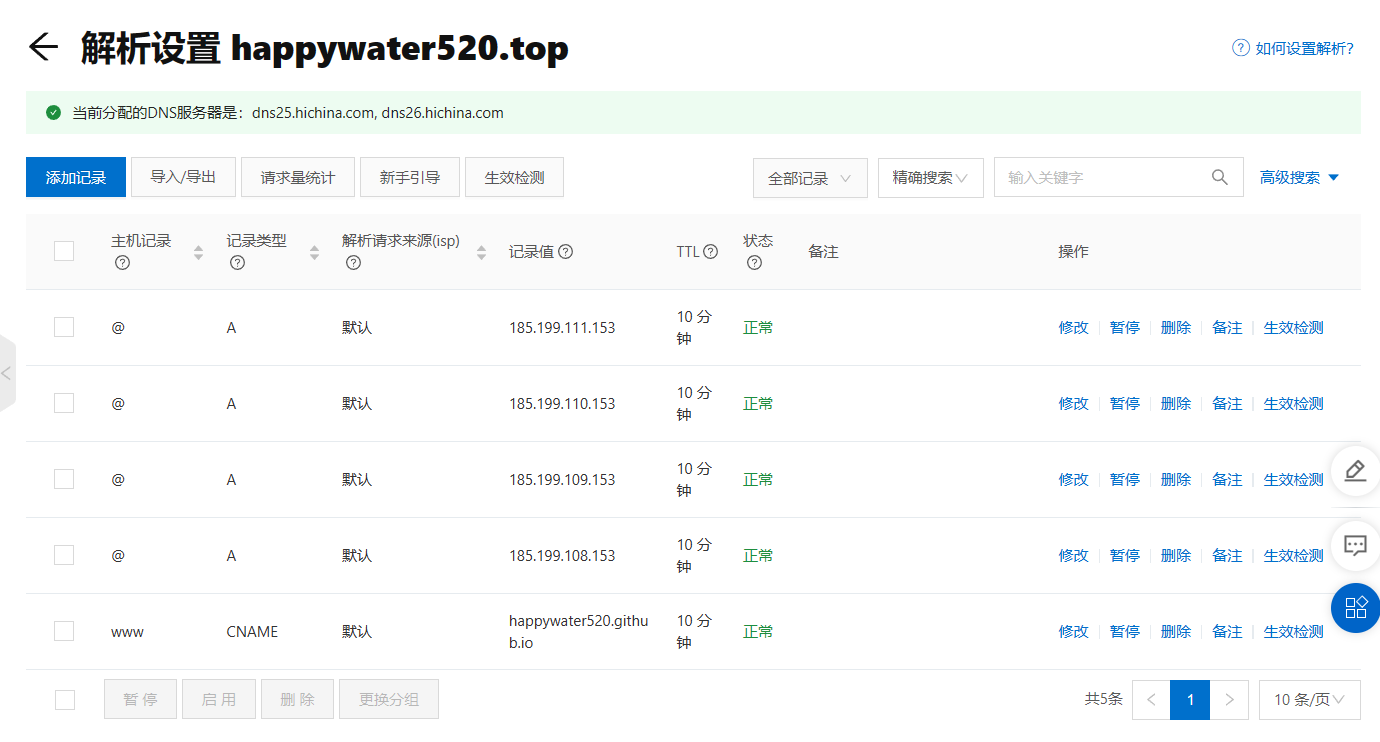 解析设置 happywater520.top
如何设置解析?
当前分配的DNS服务器是：dns25.hichina.com, dns26.hichina.com
添加记录 导入/导出 请求量统计 新手引导 生效检测 全部记录 精确搜索 输入关键字 高级搜索
主机记录 记录类型 解析请求来源(isp) 记录值 TTL 状态 备注 操作
@ A 默认 185.199.111.153 10 分
钟 正常 修改 暂停 删除 备注 生效检测
@ A 默认 185.199.110.153 10 分
钟 正常 修改 暂停 删除 备注 生效检测
@ A 默认 185.199.109.153 10 分
钟 正常 修改 暂停 删除 备注 生效检测
@ A 默认 185.199.108.153 10 分
钟 正常 修改 暂停 删除 备注 生效检测
www CNAME 默认 happywater520.githu
b.io 10 分
钟 正常 修改 暂停 删除 备注 生效检测
暂 停 启 用 删 除 更换分组 共5条 1 10 条/页